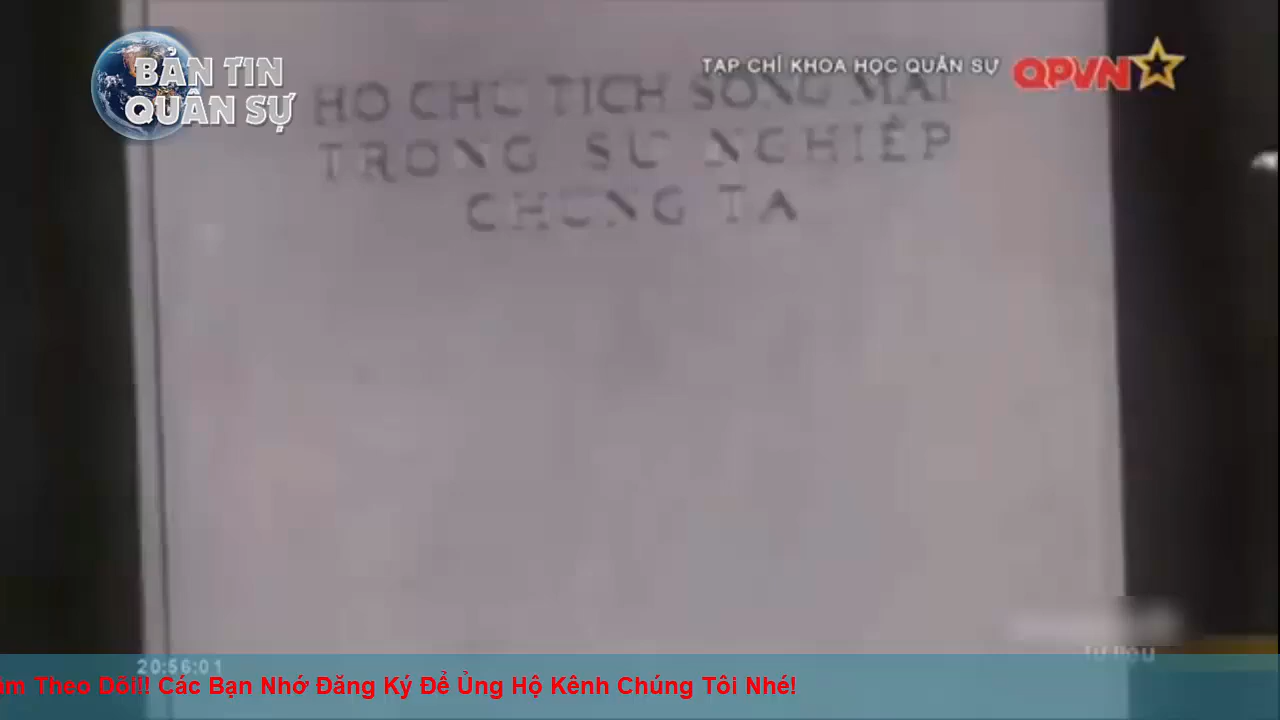 BẢN TIN
QUÂN SỰ
TẠP CHÍ KHOA HỌC QUÂN SỰ
QPVN
HỒ CHỦ TỊCH SỐNG MÃI
TRONG SỰ NGHIỆP
CHÚNG TA
20:56:01
Tư liệu
Theo Dõi!! Các Bạn Nhớ Đăng Ký Để Ủng Hộ Kênh Chúng Tôi Nhé!